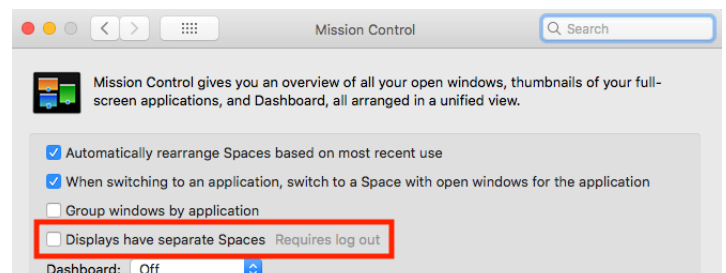 Mission Control
Search
Mission Control gives you an overview of all your open windows, thumbnails of your full-
screen applications, and Dashboard, all arranged in a unified view.
Automatically rearrange Spaces based on most recent use
When switching to an application, switch to a Space with open windows for the application
Group windows by application
Displays have separate Spaces Requires log out
Dashboard: Off